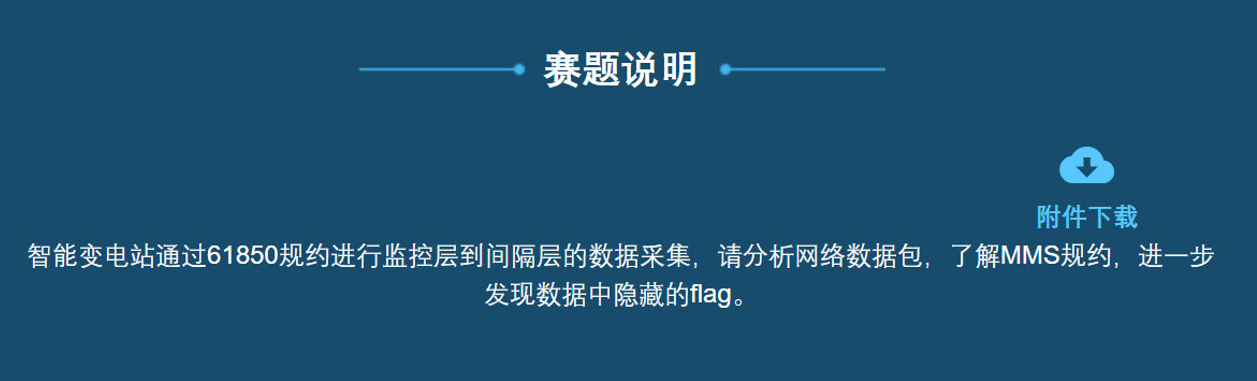 赛题说明
附件下载
智能变电站通过61850规约进行监控层到间隔层的数据采集，请分析网络数据包，了解MMS规约，进一步
发现数据中隐藏的flag。